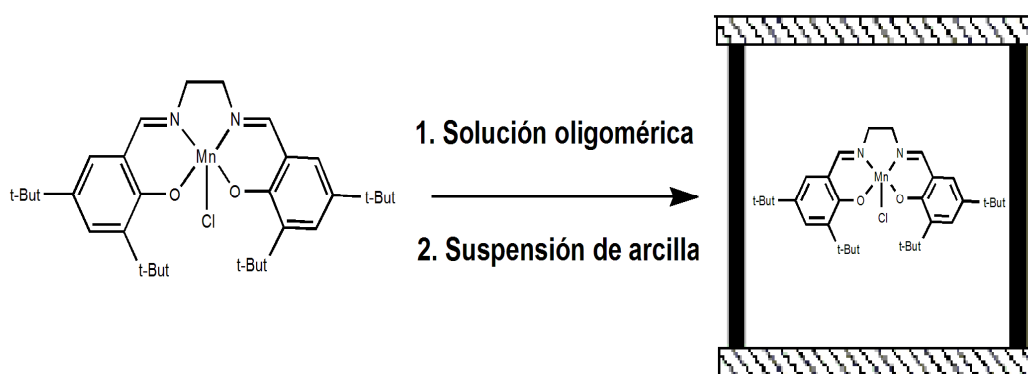 N N
Mn
O O
Cl
t-But t-But
t-But t-But
1. Solución oligomérica
2. Suspensión de arcilla
N N
Mn
O O
Cl
t-But t-But
t-But t-But